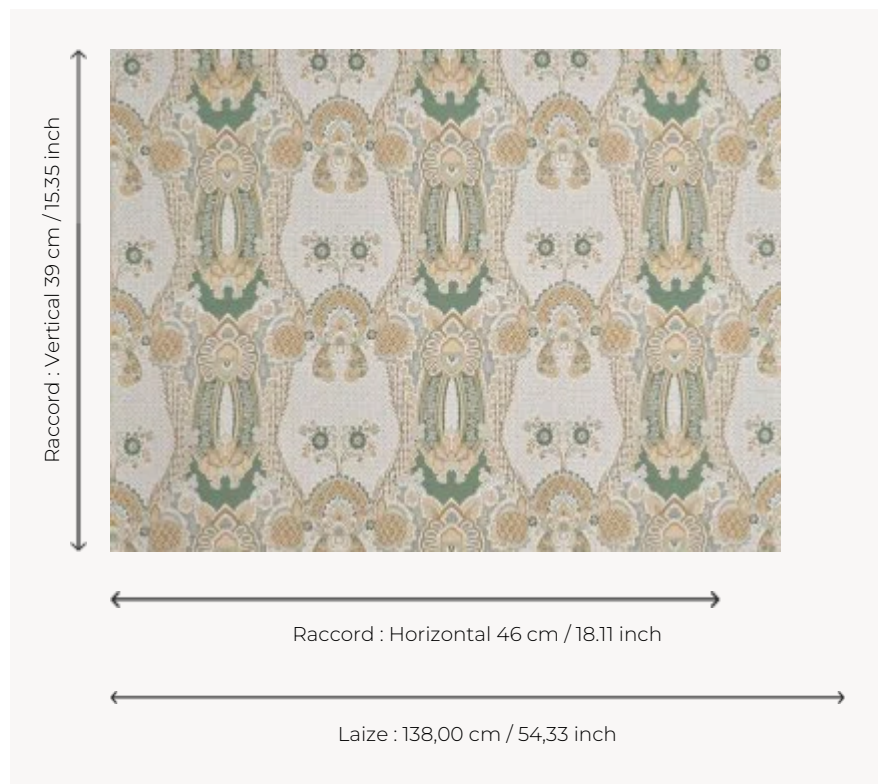 Raccord : Vertical 39 cm / 15.35 inch
Raccord : Horizontal 46 cm / 18.11 inch
Laize : 138,00 cm / 54,33 inch